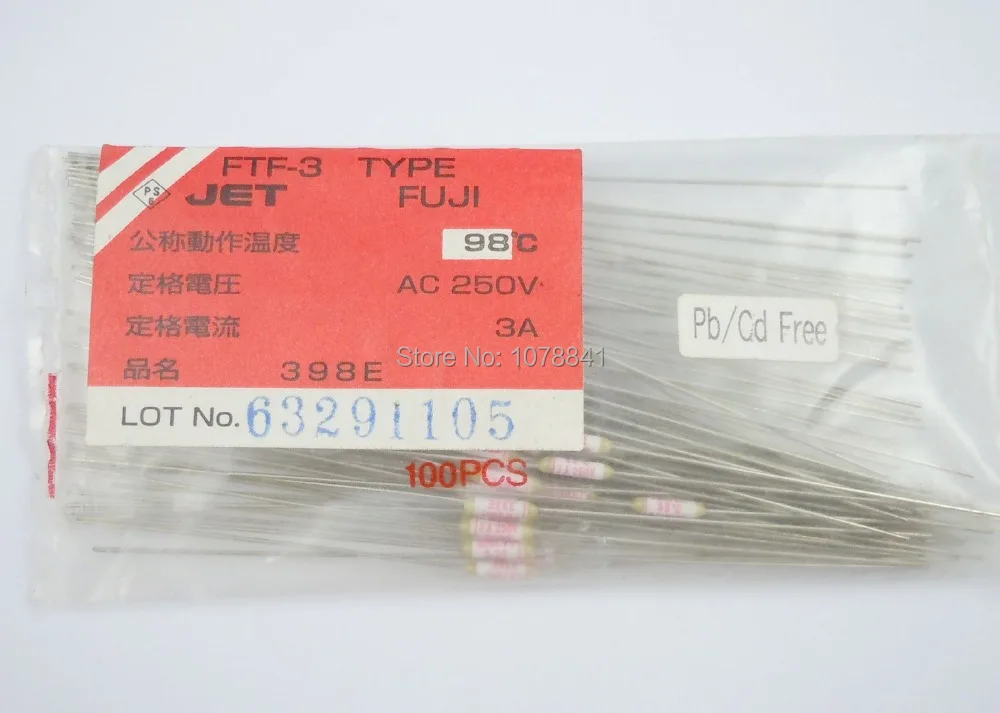 FTF-3 TYPE
PS
E
JET FUJI
公称動作温度 98℃
定格電圧 AC 250V
定格電流 3A
品名 398E
LOT No. 63291105
100PCS
Pb/Cd Free
Store No: 1078841